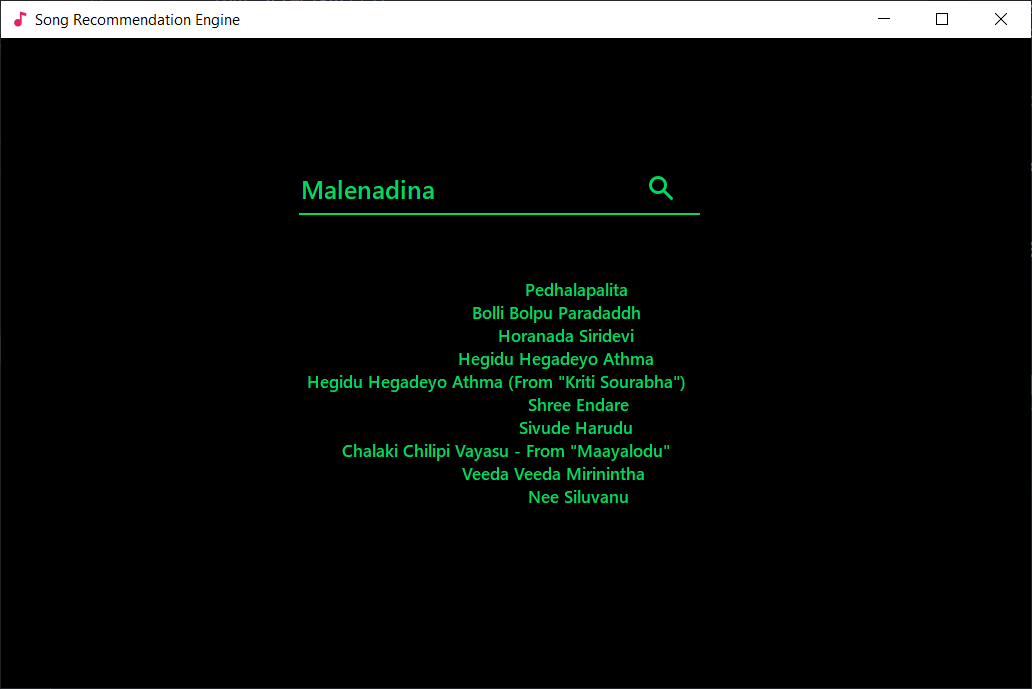 Song Recommendation Engine
Malenadina
Pedhalapalita
Bolli Bolpu Paradaddh
Horanada Siridevi
Hegidu Hegadeyo Athma
Hegidu Hegadeyo Athma (From "Kriti Sourabha")
Shree Endare
Sivude Harudu
Chalaki Chilipi Vayasu - From "Maayalodu"
Veeda Veeda Mirinintha
Nee Siluvanu